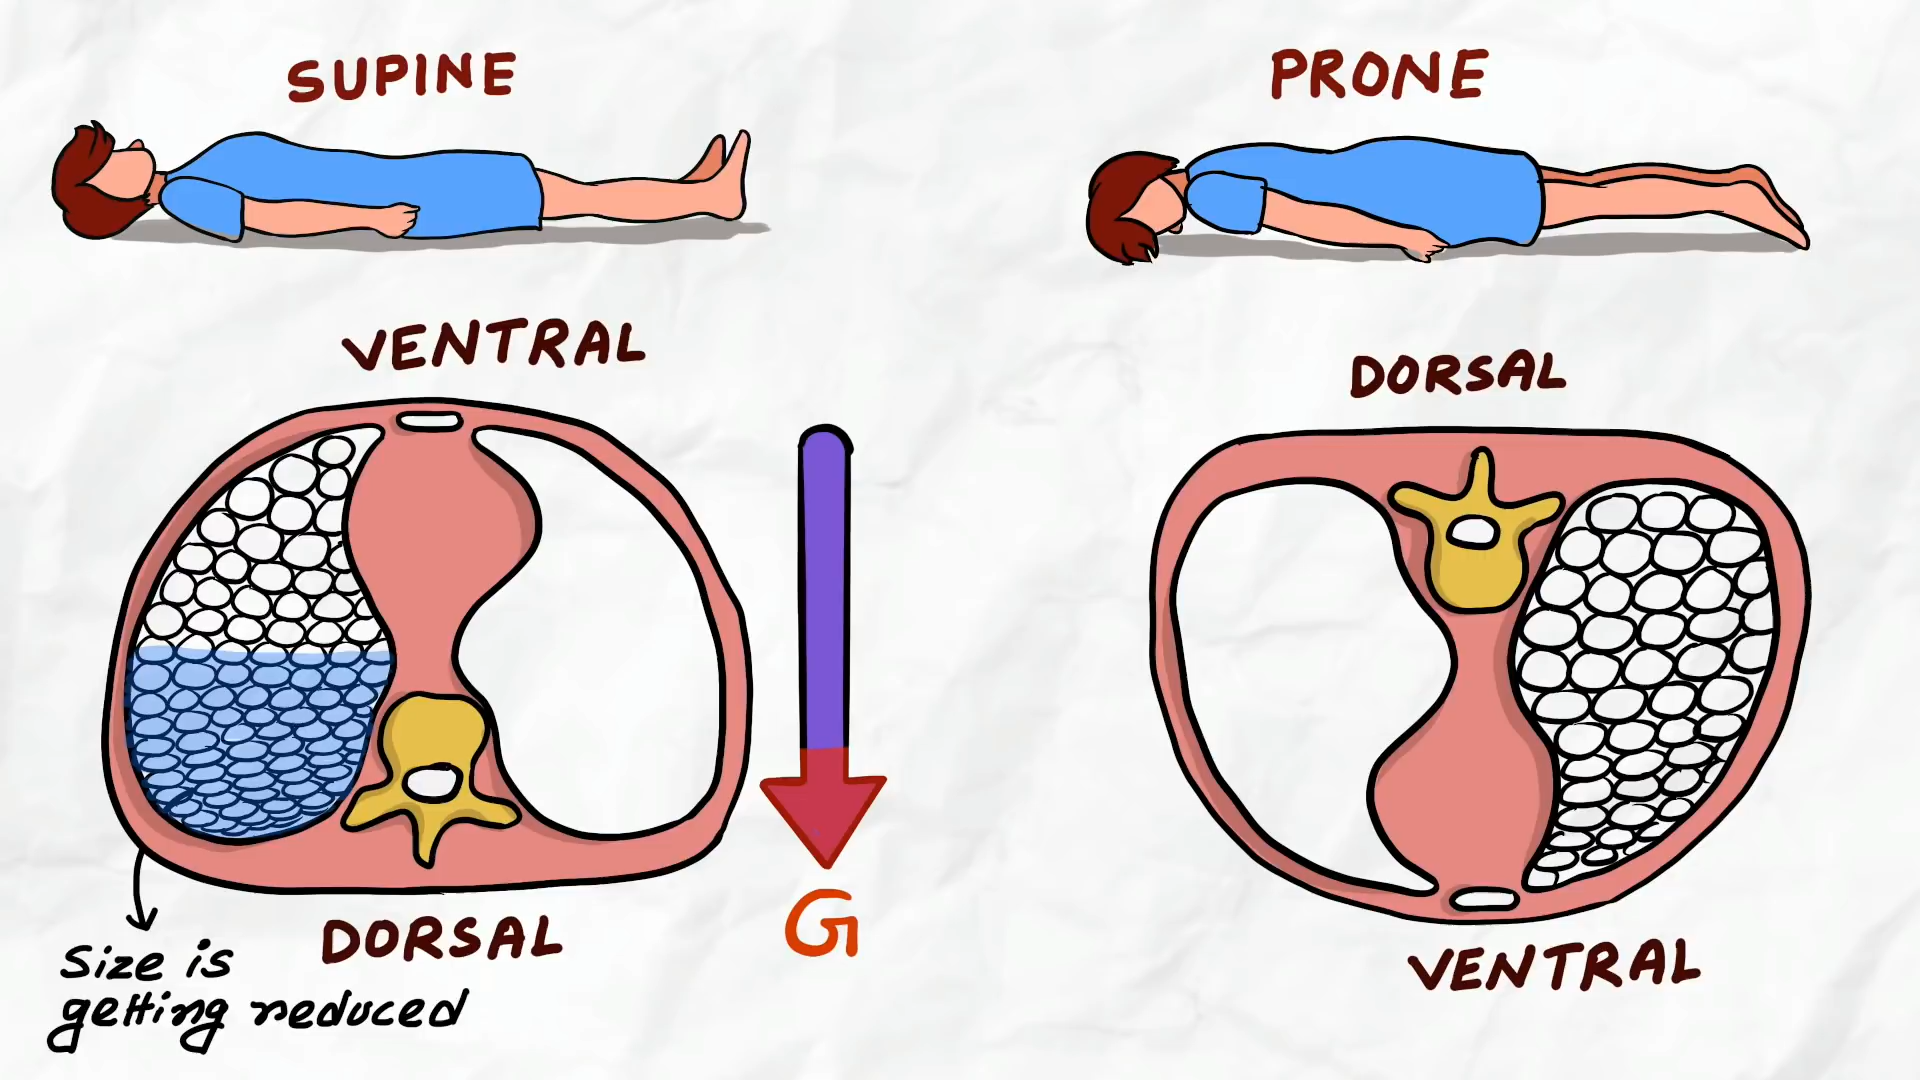 SUPINE
PRONE
VENTRAL
DORSAL
G
DORSAL
VENTRAL
Size is
getting reduced